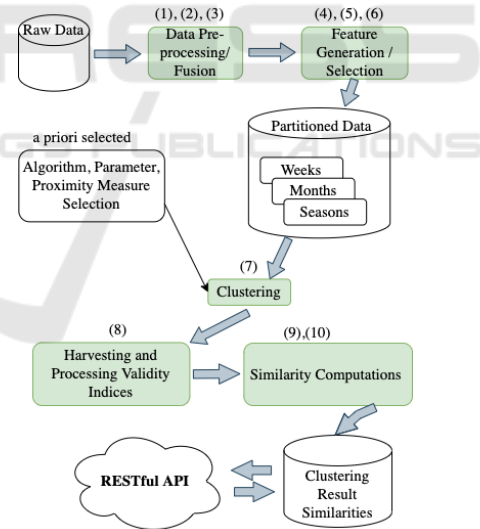 (1), (2), (3)
(4), (5), (6)
Raw Data
Data Pre-
processing/
Fusion
Feature
Generation /
Selection
Partitioned Data
Weeks
Months
Seasons
a priori selected
Algorithm, Parameter,
Proximity Measure
Selection
(7)
Clustering
(8)
Harvesting and
Processing Validity
Indices
(9),(10)
Similarity Computations
RESTful API
Clustering
Result
Similarities